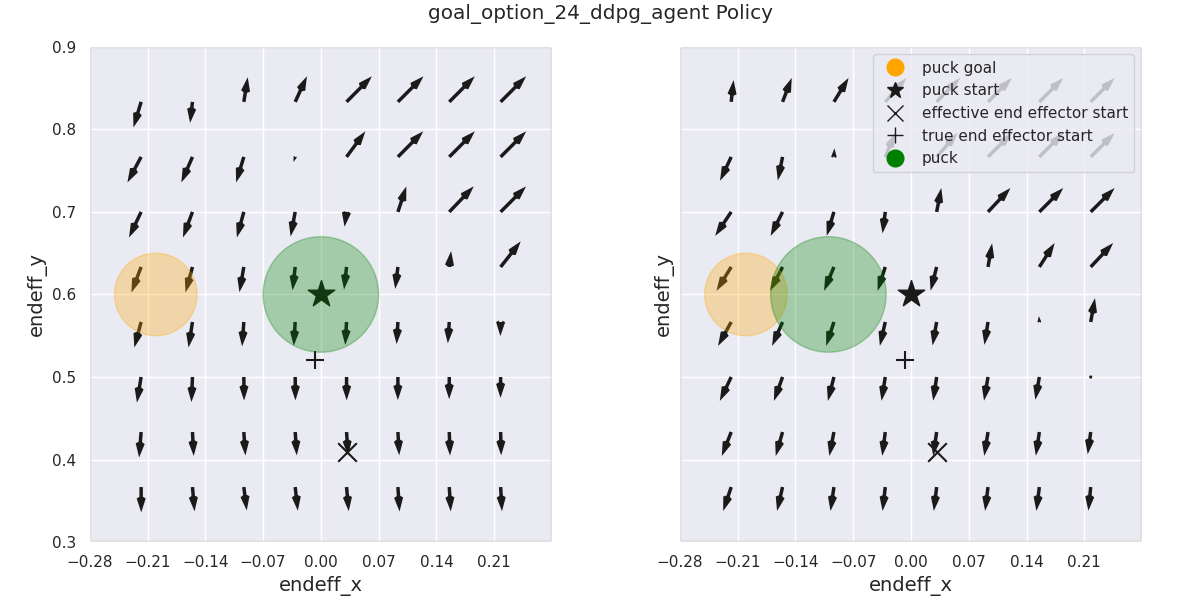 goal_option_24_ddpg_agent Policy
0.9
0.8
0.7
0.6
0.5
0.4
0.3
endeff_y
−0.28 −0.21 −0.14 −0.07 0.00 0.07 0.14 0.21
endeff_x
endeff_y
puck goal
puck start
effective end effector start
true end effector start
puck
−0.28 −0.21 −0.14 −0.07 0.00 0.07 0.14 0.21
endeff_x